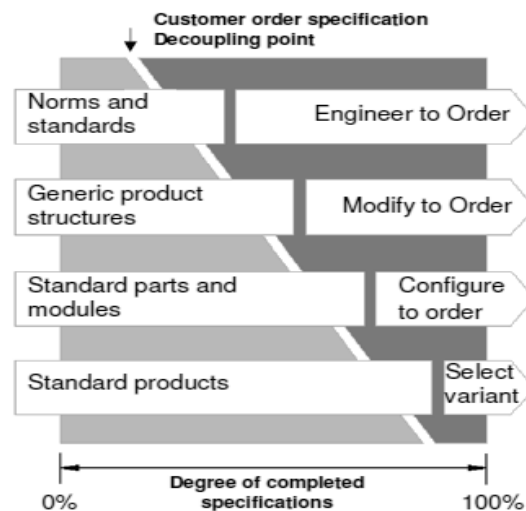 Customer order specification
Decoupling point
Norms and
standards
Engineer to Order
Generic product
structures
Modify to Order
Standard parts and
modules
Configure
to order
Standard products
Select
variant
Degree of completed
specifications
0%
100%